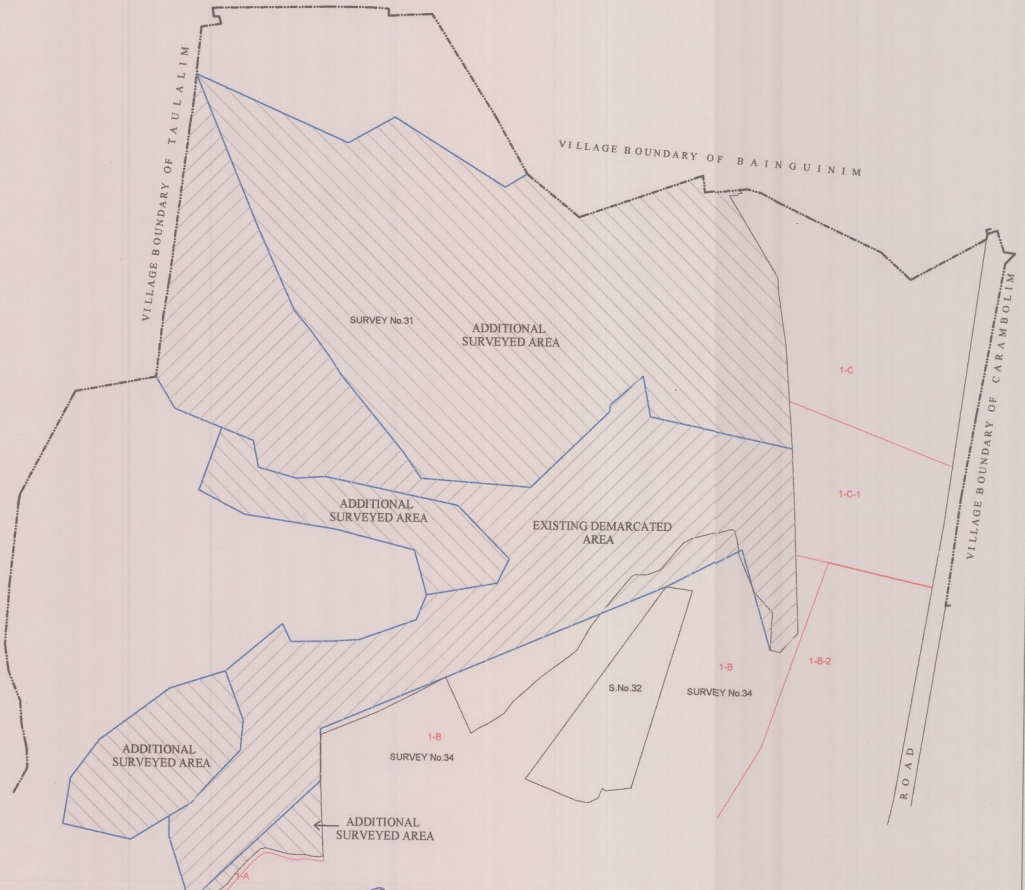 VILLAGE BOUNDARY OF TAULALIM
VILLAGE BOUNDARY OF BAINGUINIM
VILLAGE BOUNDARY OF CARAMBOLIM
SURVEY No.31
ADDITIONAL
SURVEYED AREA
1-C
1-C-1
ADDITIONAL
SURVEYED AREA
EXISTING DEMARCATED
AREA
1-B
SURVEY No.34
1-B-2
S.No.32
1-B
SURVEY No.34
ADDITIONAL
SURVEYED AREA
ROAD
ADDITIONAL
SURVEYED AREA
1-A